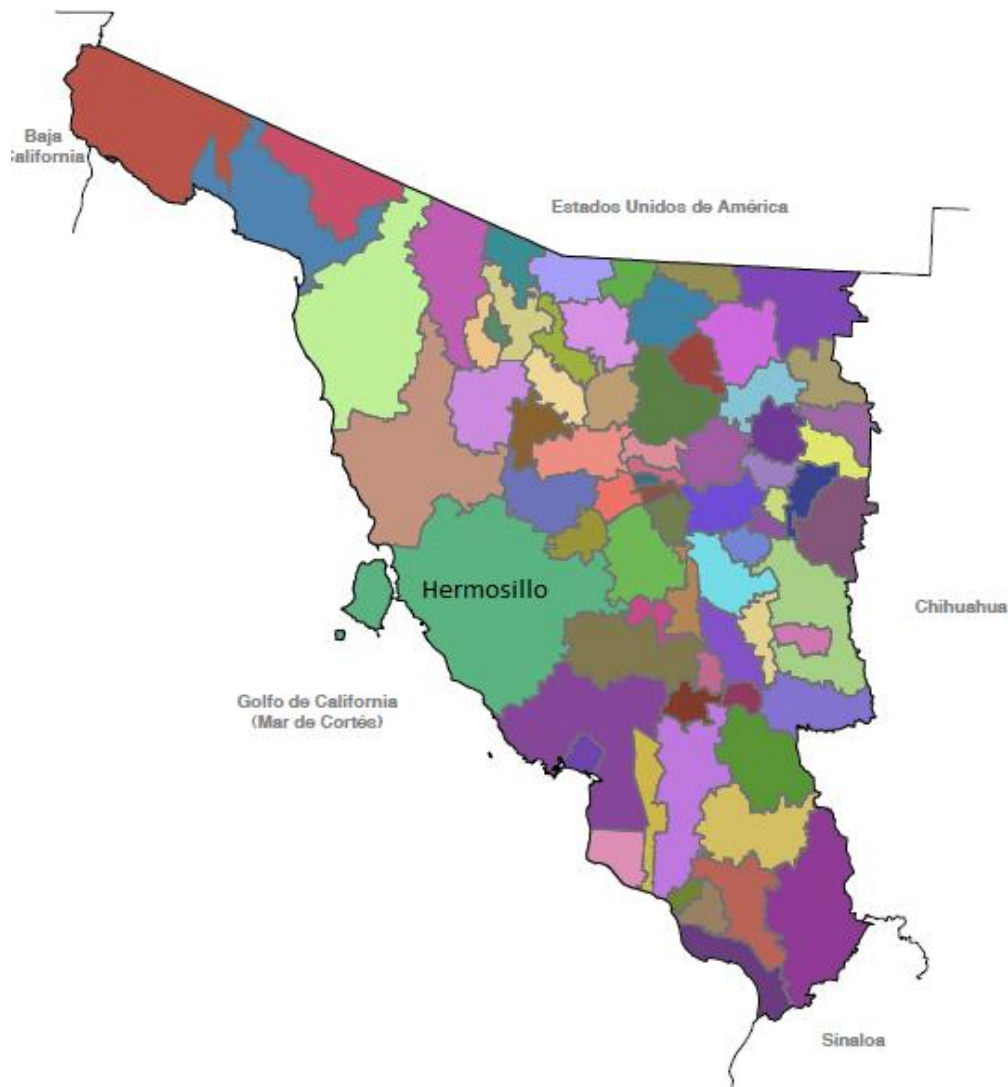 Baja
California
Estados Unidos de América
Hermosillo
Chihuahua
Golfo de California
(Mar de Cortés)
Sinaloa